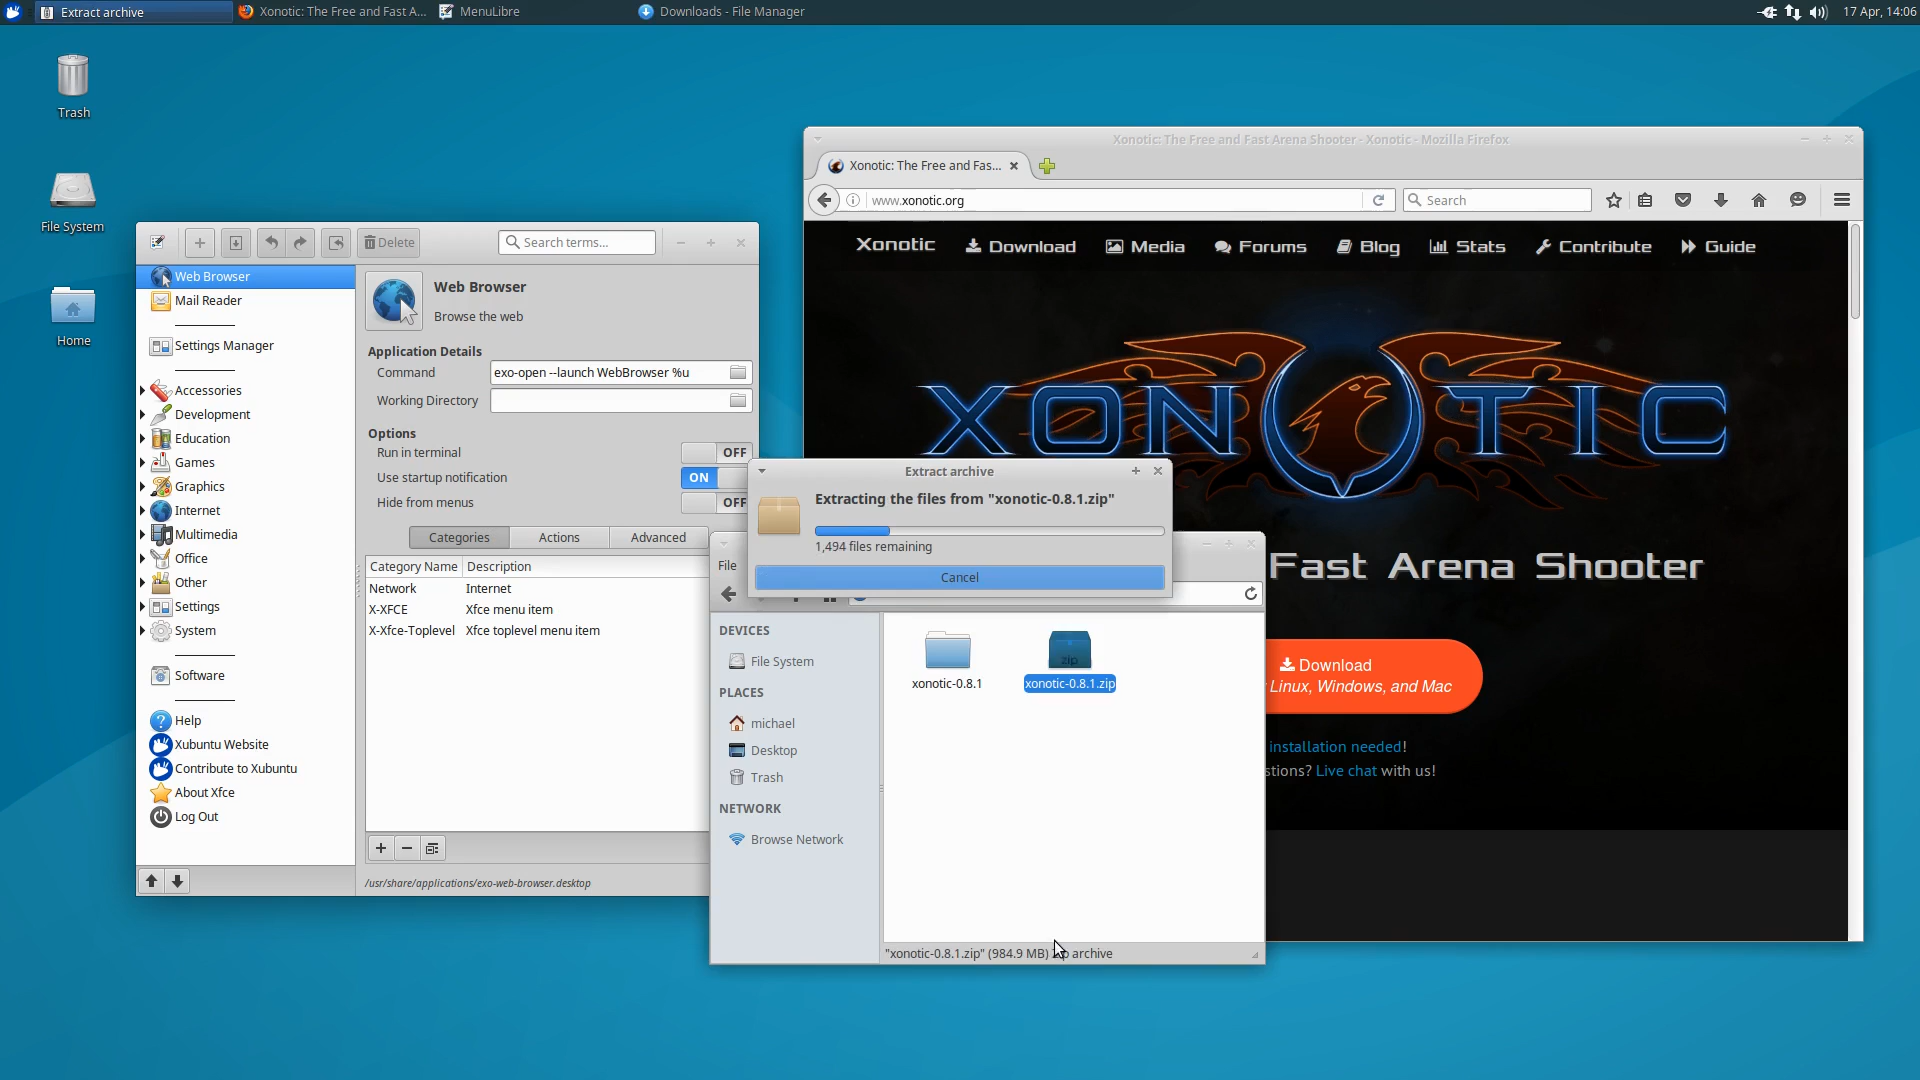 Extract archive
Xonotic: The Free and Fast A...
MenuLibre
Downloads - File Manager
17 Apr, 14:06
Trash
File System
Home
Delete
Search terms...
Web Browser
Mail Reader
Settings Manager
Accessories
Development
Education
Games
Graphics
Internet
Multimedia
Office
Other
Settings
System
Software
Help
Xubuntu Website
Contribute to Xubuntu
About Xfce
Log Out
Web Browser
Browse the web
Application Details
Command
exo-open --launch WebBrowser %u
Working Directory
Options
Run in terminal
OFF
Use startup notification
ON
Hide from menus
OFF
Categories
Actions
Advanced
Category Name
Description
Network
Internet
X-XFCE
Xfce menu item
X-Xfce-Toplevel
Xfce toplevel menu item
/usr/share/applications/exo-web-browser.desktop
Xonotic: The Free and Fast Arena Shooter - Xonotic - Mozilla Firefox
Xonotic: The Free and Fas...
www.xonotic.org
Search
Xonotic
Download
Media
Forums
Blog
Stats
Contribute
Guide
XONOTIC
Fast Arena Shooter
Download
Linux, Windows, and Mac
installation needed!
stions? Live chat with us!
Extract archive
Extracting the files from "xonotic-0.8.1.zip"
1,494 files remaining
Cancel
File
DEVICES
File System
PLACES
michael
Desktop
Trash
NETWORK
Browse Network
xonotic-0.8.1
zip
xonotic-0.8.1.zip
"xonotic-0.8.1.zip" (984.9 MB) archive